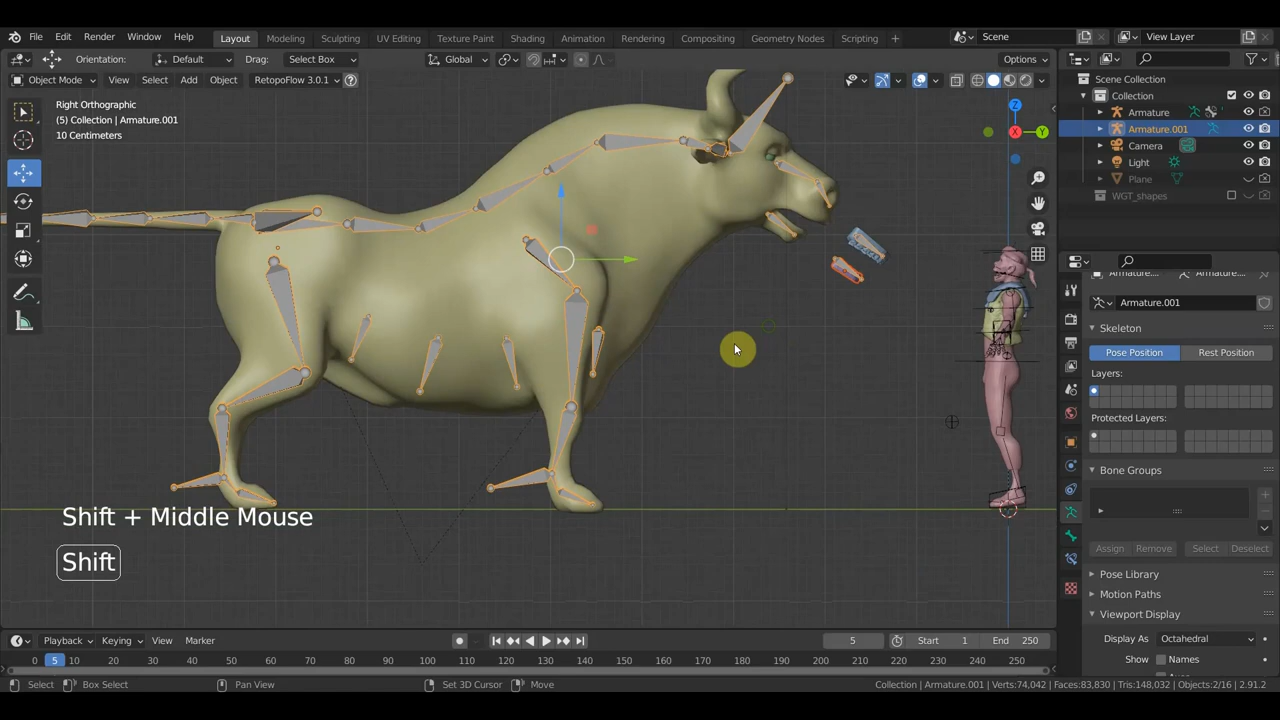 File Edit Render Window Help Layout Modeling Sculpting UV Editing Texture Paint Shading Animation Rendering Compositing Geometry Nodes Scripting + Scene View Layer
Orientation: Default Drag: Select Box Global Options
Object Mode View Select Add Object RetopoFlow 3.0.1 ?
Right Orthographic
(5) Collection | Armature.001
10 Centimeters
Z
X
Y
Shift + Middle Mouse
Shift
Scene Collection
Collection
Armature
Armature.001
Camera
Light
Plane
WGT_shapes
Armature.001
Skeleton
Pose Position Rest Position
Layers:
Protected Layers:
Bone Groups
Assign Remove Select Deselect
Pose Library
Motion Paths
Viewport Display
Display As Octahedral
Show Names
Playback Keying View Marker 5 Start 1 End 250
0 5 10 20 30 40 50 60 70 80 90 100 110 120 130 140 150 160 170 180 190 200 210 220 230 240 250
Select Box Select Pan View Set 3D Cursor Move Collection | Armature.001 | Verts:74,042 | Faces:83,830 | Tris:148,032 | Objects:2/16 | 2.91.2